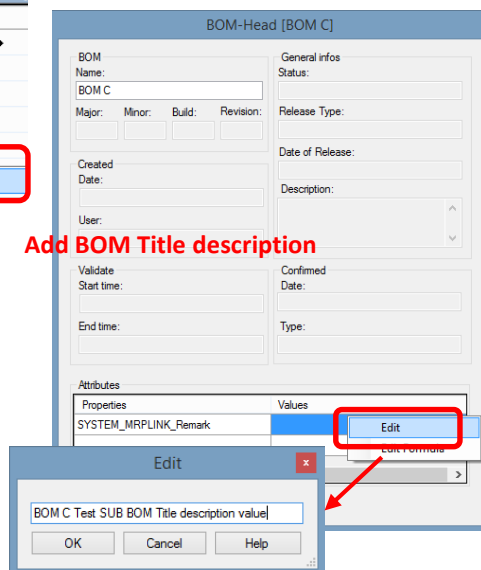 BOM-Head [BOM C]
BOM
Name:
BOM C
Major: Minor: Build: Revision:
General infos
Status:
Release Type:
Date of Release:
Description:
Created
Date:
User:
Add BOM Title description
Validate
Start time:
End time:
Confirmed
Date:
Type:
Attributes
Properties Values
SYSTEM_MRPLINK_Remark
Edit
Edit Formula
Edit
x
BOM C Test SUB BOM Title description value
OK Cancel Help